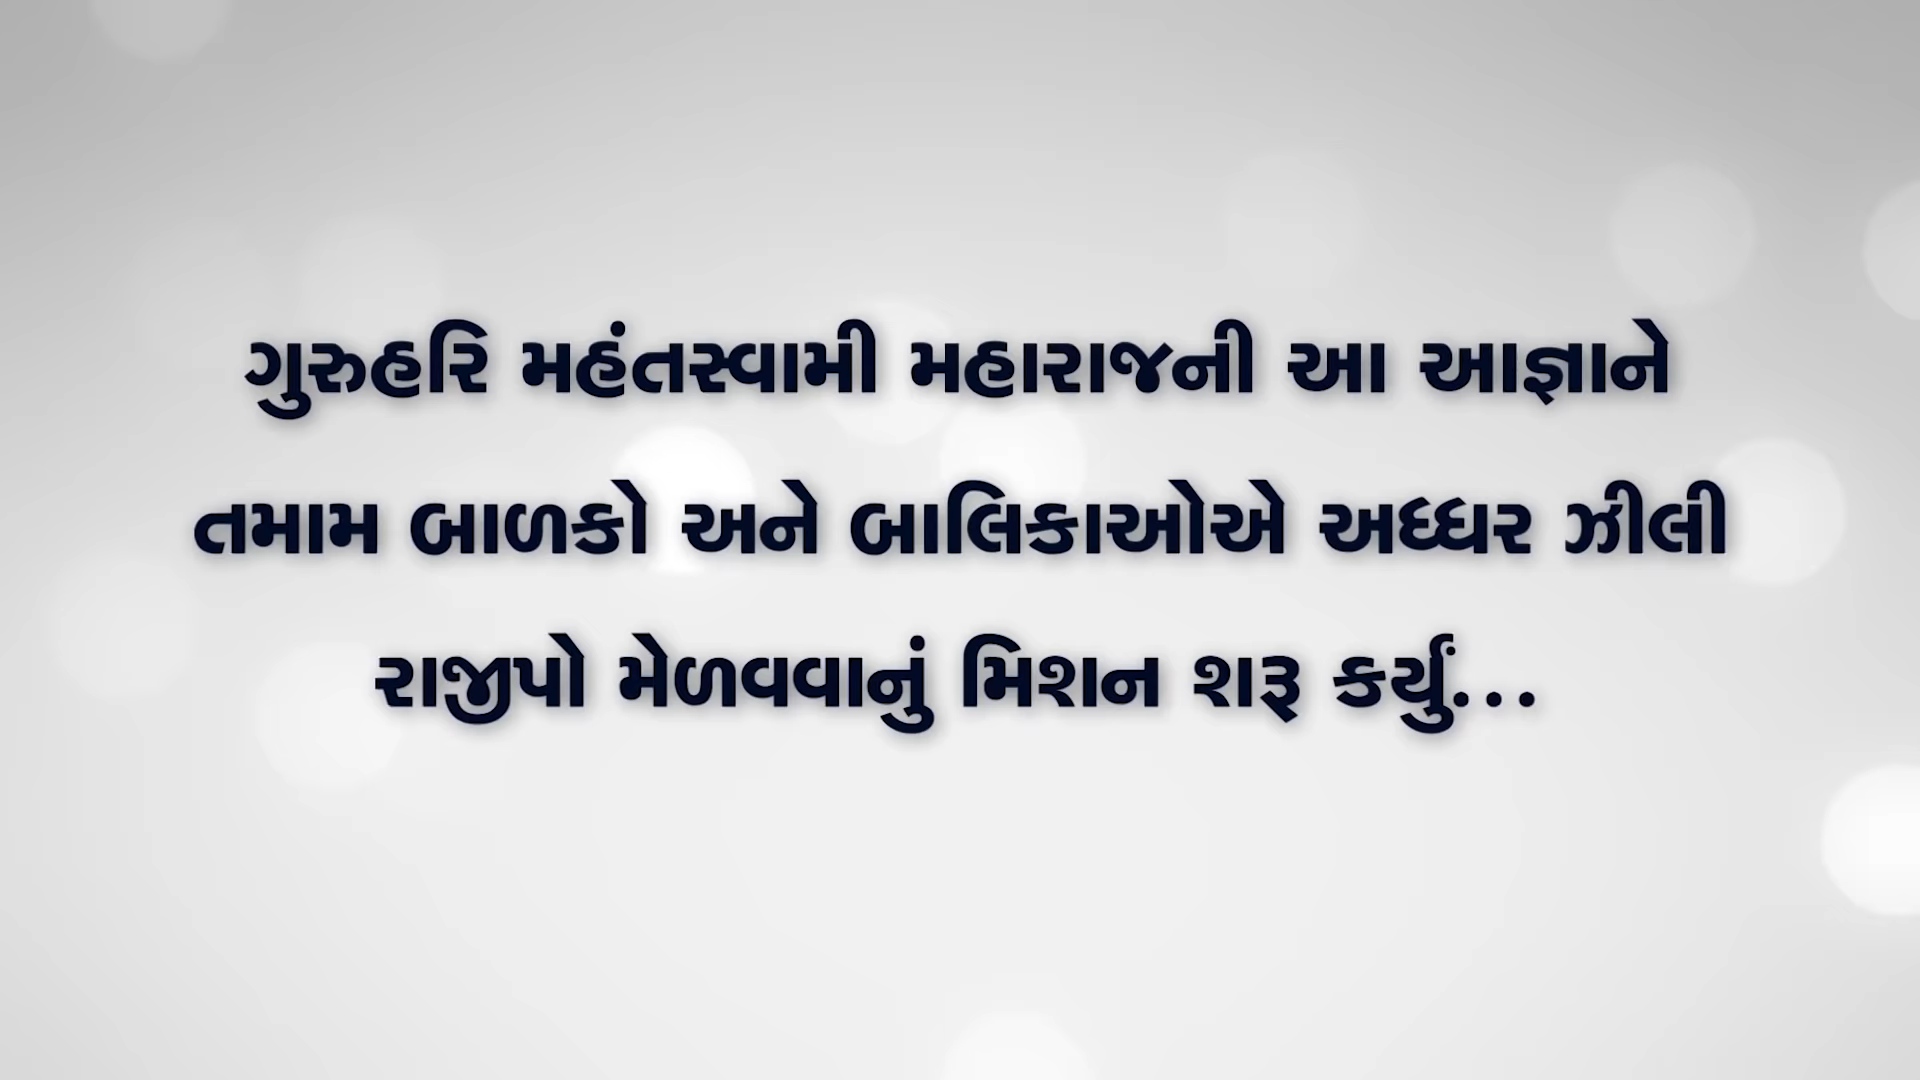 ગુરુહરિ મહંતસ્વામી મહારાજની આ આજ્ઞાને
તમામ બાળકો અને બાલિકાઓએ અધ્ધર ઝીલી
રાજીપો મેળવવાનું મિશન શરૂ કર્યું...